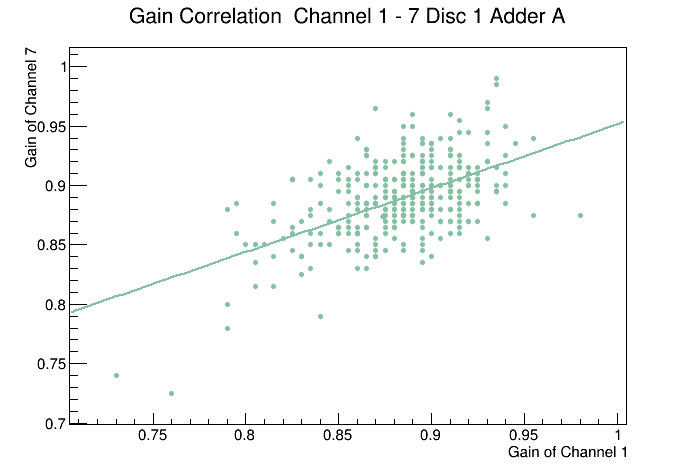 Gain Correlation  Channel 1 - 7 Disc 1 Adder A
Gain of Channel 7
1
0.95
0.9
0.85
0.8
0.75
0.7
0.75 0.8 0.85 0.9 0.95 1
Gain of Channel 1